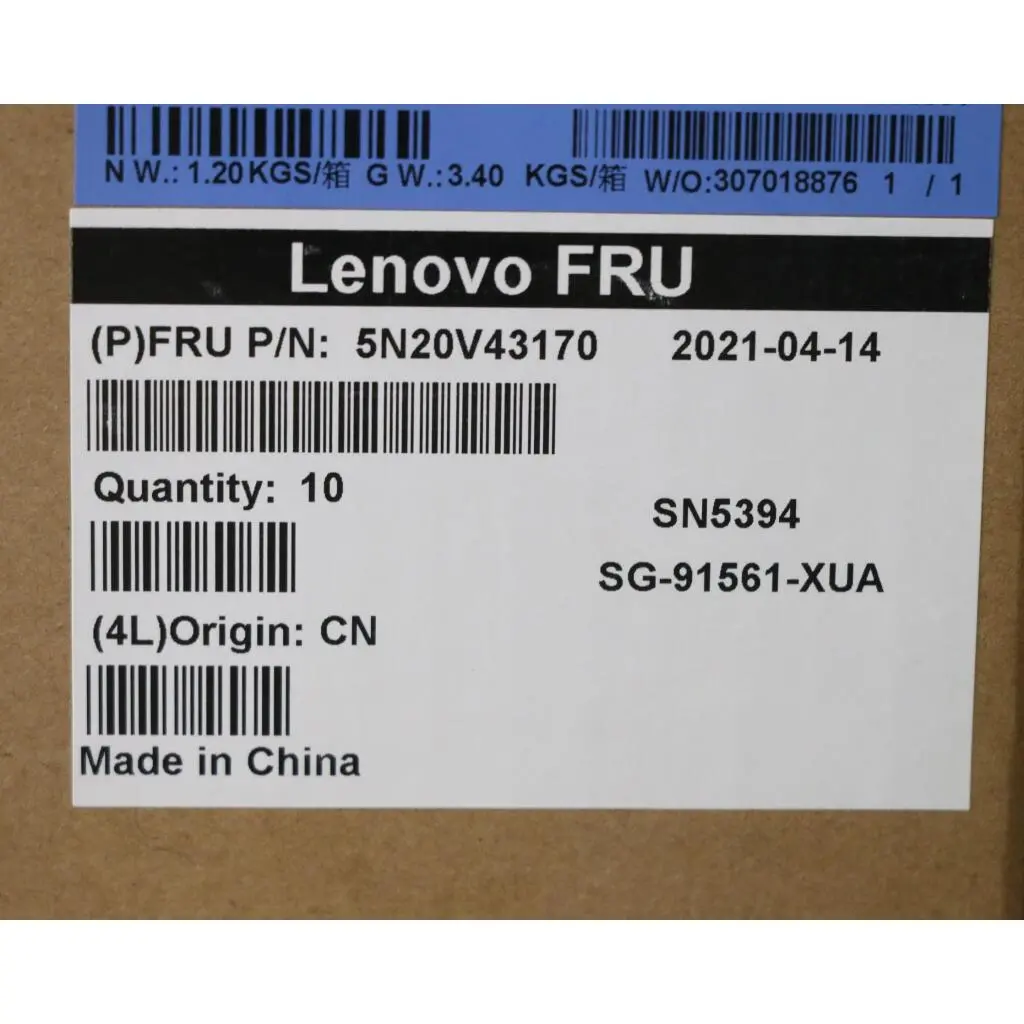 N W.: 1.20 KGS/箱 G W.:3.40 KGS/箱 W/O:307018876 1 / 1
Lenovo FRU
(P)FRU P/N: 5N20V43170 2021-04-14
Quantity: 10
SN5394
SG-91561-XUA
(4L)Origin: CN
Made in China